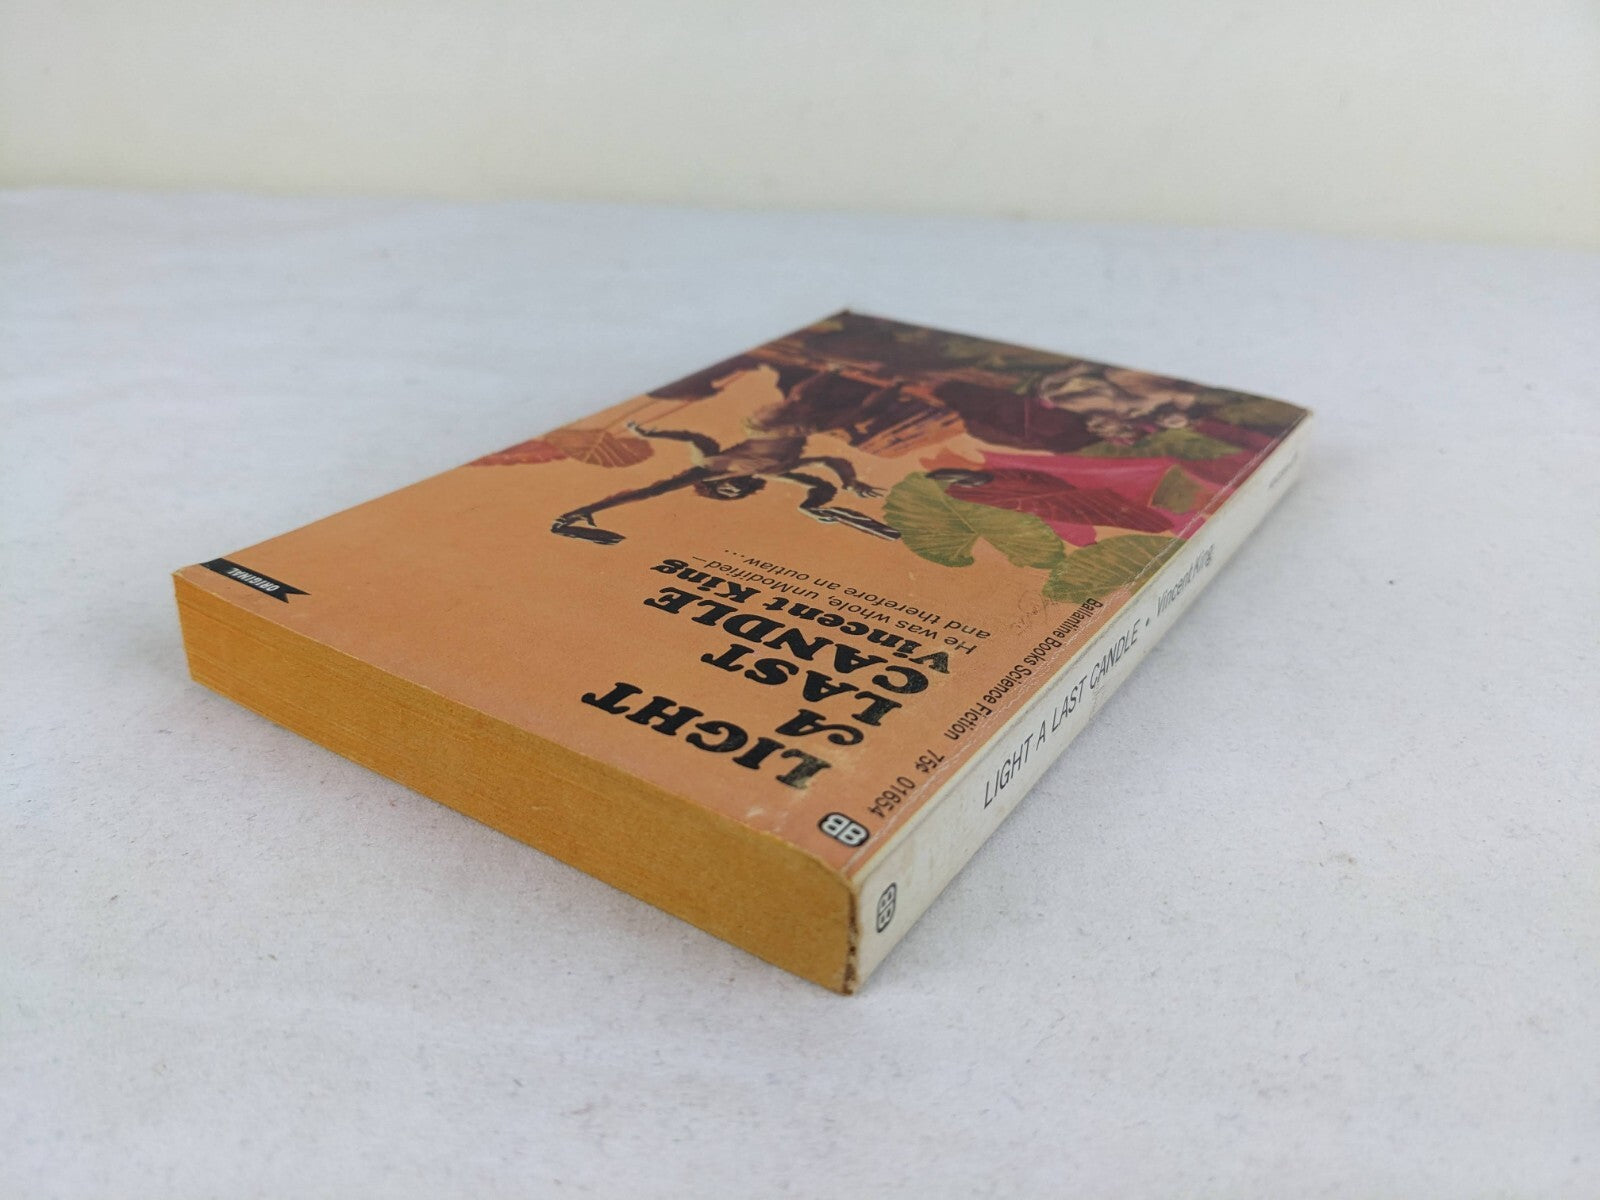 BB
Ballantine Books Science Fiction 75¢ 01654
LIGHT
A
LAST
CANDLE
Vincent King
He was whole, unModified—
and therefore an outlaw...
ORIGINAL
BB
LIGHT A LAST CANDLE • Vincent King